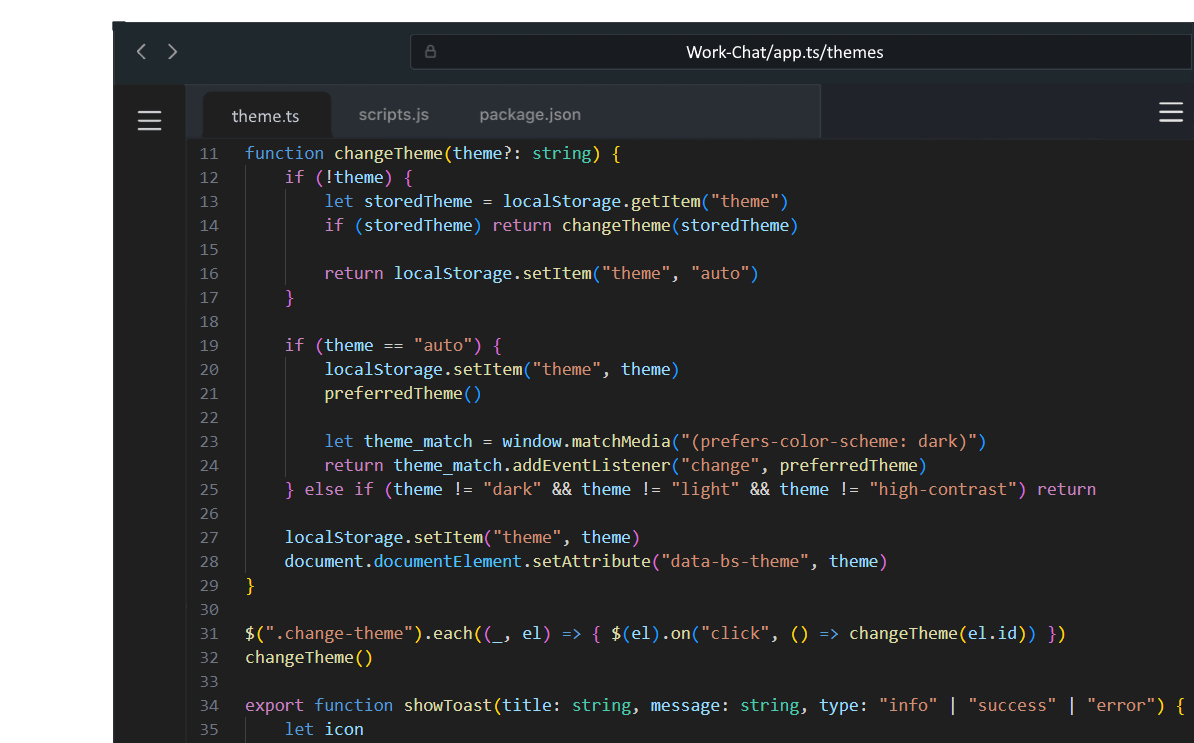 Work-Chat/app.ts/themes
theme.ts scripts.js package.json
11 function changeTheme(theme?: string) {
12     if (!theme) {
13         let storedTheme = localStorage.getItem("theme")
14         if (storedTheme) return changeTheme(storedTheme)
15
16         return localStorage.setItem("theme", "auto")
17     }
18
19     if (theme == "auto") {
20         localStorage.setItem("theme", theme)
21         preferredTheme()
22
23         let theme_match = window.matchMedia("(prefers-color-scheme: dark)")
24         return theme_match.addEventListener("change", preferredTheme)
25     } else if (theme != "dark" && theme != "light" && theme != "high-contrast") return
26
27     localStorage.setItem("theme", theme)
28     document.documentElement.setAttribute("data-bs-theme", theme)
29 }
30
31 $(".change-theme").each((_, el) => { $(el).on("click", () => changeTheme(el.id)) })
32 changeTheme()
33
34 export function showToast(title: string, message: string, type: "info" | "success" | "error") {
35     let icon